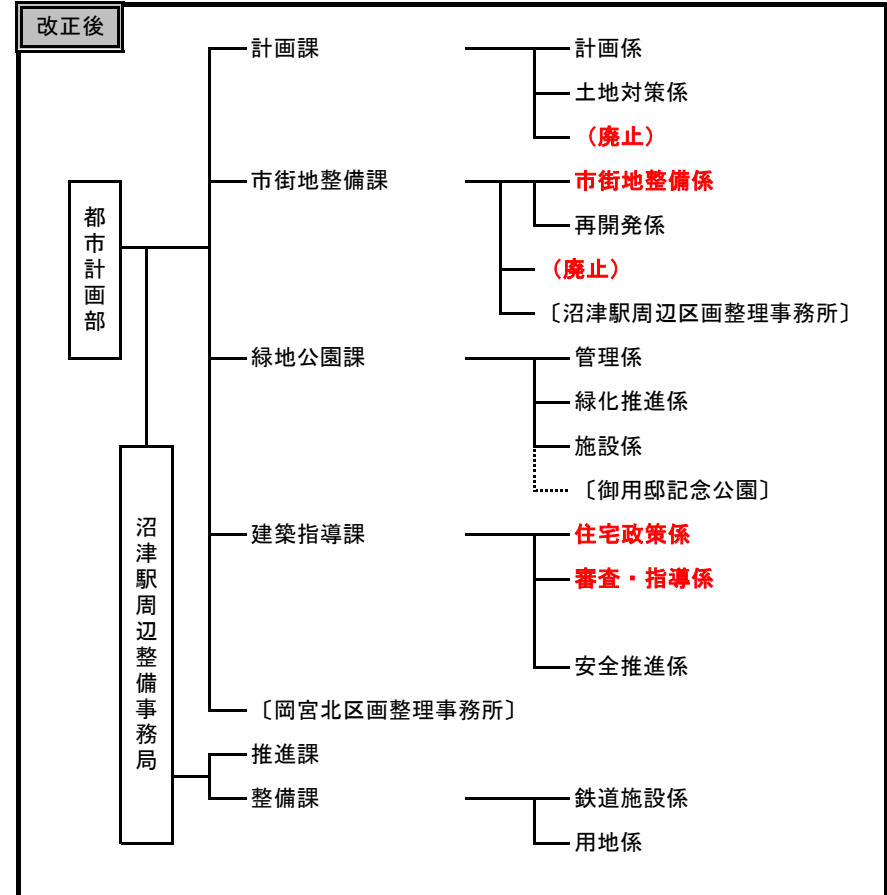 改正後
計画課
計画係
土地対策係
（廃止）
都市計画部
市街地整備課
市街地整備係
再開発係
（廃止）
〔沼津駅周辺区画整理事務所〕
緑地公園課
管理係
緑化推進係
施設係
〔御用邸記念公園〕
沼津駅周辺整備事務局
建築指導課
住宅政策係
審査・指導係
安全推進係
〔岡宮北区画整理事務所〕
推進課
整備課
鉄道施設係
用地係